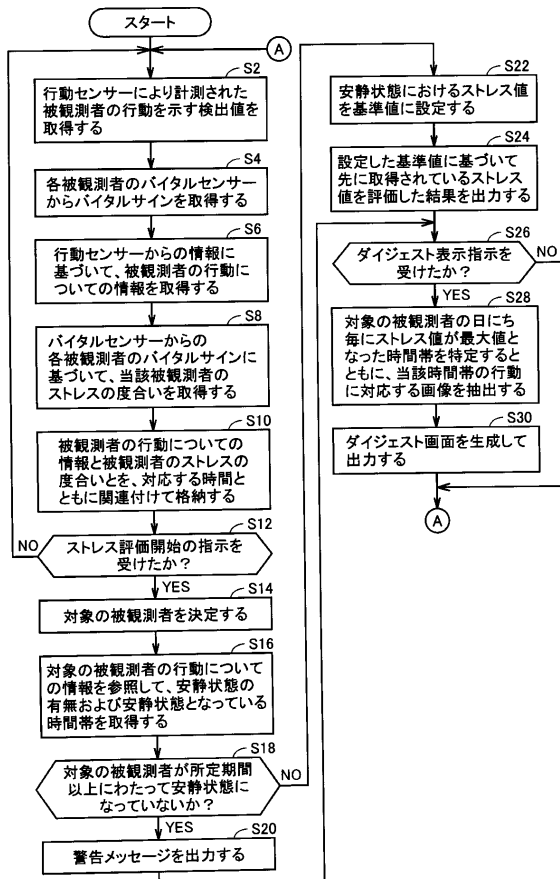 スタート
A
S2
行動センサーにより計測された
被観測者の行動を示す検出値を
取得する
S4
各被観測者のバイタルセンサー
からバイタルサインを取得する
S6
行動センサーからの情報に
基づいて、被観測者の行動に
ついての情報を取得する
S8
バイタルセンサーからの
各被観測者のバイタルサインに
基づいて、当該被観測者の
ストレスの度合いを取得する
S10
被観測者の行動についての
情報と被観測者のストレスの
度合いとを、対応する時間と
ともに関連付けて格納する
S12
NO
ストレス評価開始の指示を
受けたか？
YES
S14
対象の被観測者を決定する
S16
対象の被観測者の行動について
の情報を参照して、安静状態の
有無および安静状態となっている
時間帯を取得する
S18
対象の被観測者が所定期間
以上にわたって安静状態に
なっていないか？
NO
YES
S20
警告メッセージを出力する
S22
安静状態におけるストレス値
を基準値に設定する
S24
設定した基準値に基づいて
先に取得されているストレス
値を評価した結果を出力する
S26
ダイジェスト表示指示を
受けたか？
NO
YES
S28
対象の被観測者の日にち
毎にストレス値が最大値と
なった時間帯を特定すると
ともに、当該時間帯の行動
に対応する画像を抽出する
S30
ダイジェスト画面を生成して
出力する
A